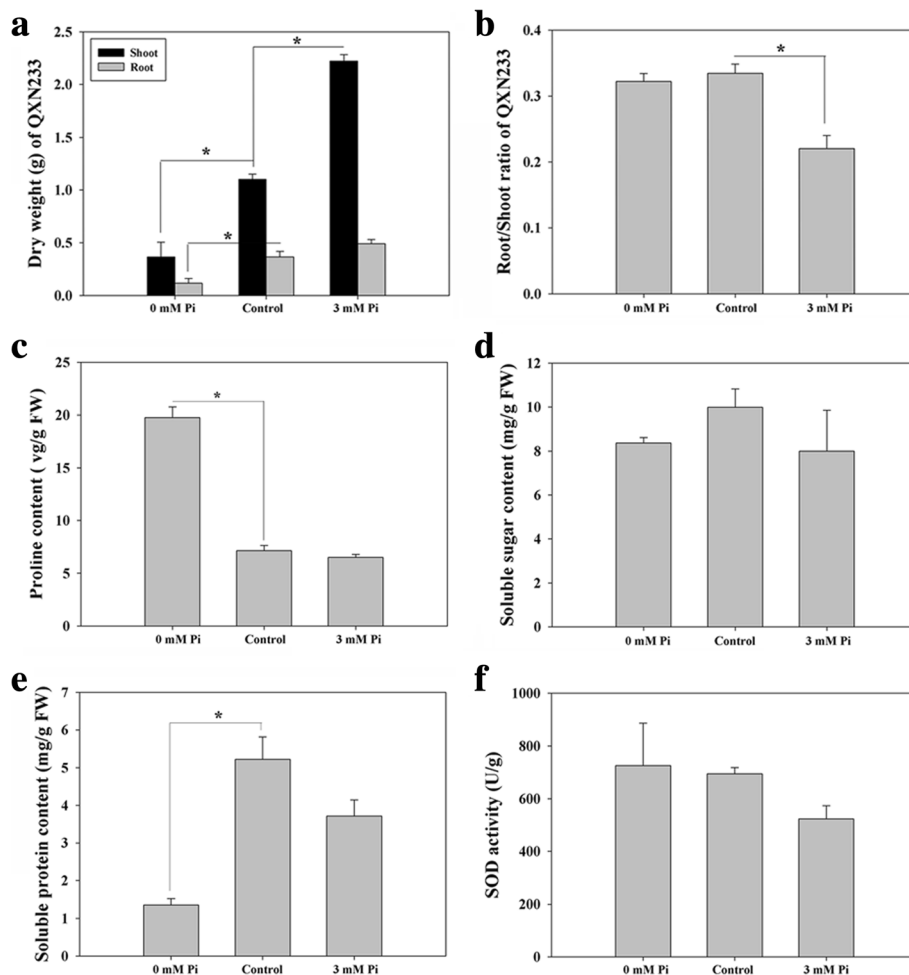 a
Dry weight (g) of QXN233
2.5
2.0
1.5
1.0
0.5
0.0
Shoot
Root
*
*
*
0 mM Pi Control 3 mM Pi
b
Root/Shoot ratio of QXN233
0.4
0.3
0.2
0.1
0.0
*
0 mM Pi Control 3 mM Pi
c
Proline content ( vg/g FW)
25
20
15
10
5
0
*
0 mM Pi Control 3 mM Pi
d
Soluble sugar content (mg/g FW)
12
10
8
6
4
2
0
0 mM Pi Control 3 mM Pi
e
Soluble protein content (mg/g FW)
7
6
5
4
3
2
1
0
*
0 mM Pi Control 3 mM Pi
f
SOD activity (U/g)
1000
800
600
400
200
0
0 mM Pi Control 3 mM Pi